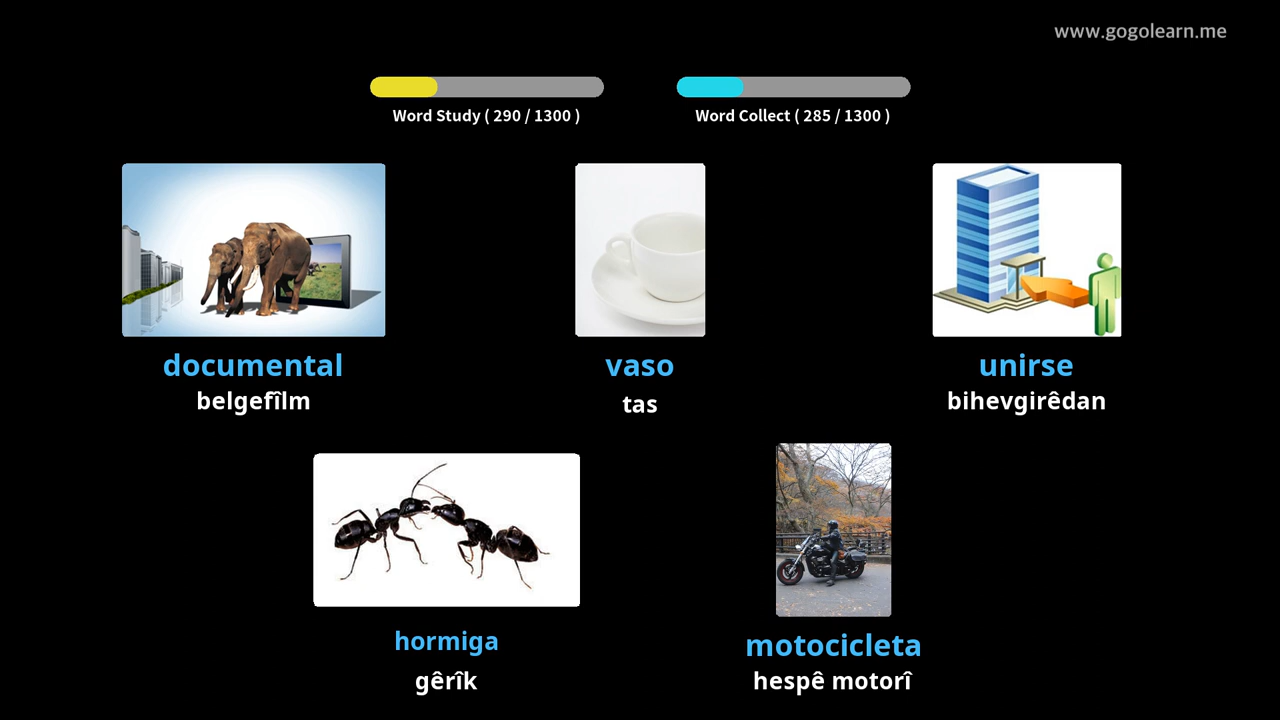 www.gogolearn.me
Word Study ( 290 / 1300 )
Word Collect ( 285 / 1300 )
documental
belgefîlm
vaso
tas
unirse
bihevgirêdan
hormiga
gêrîk
motocicleta
hespê motorî